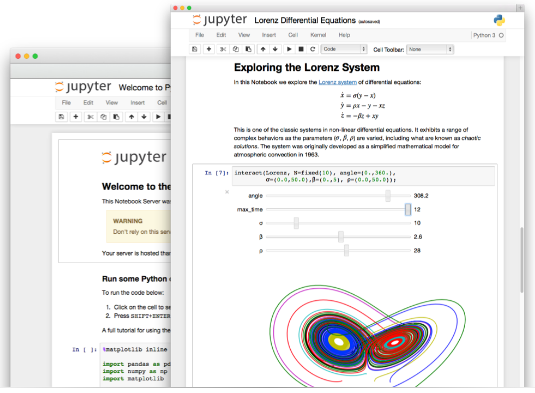 jupyter Lorenz Differential Equations (autosaved)
File Edit View Insert Cell Kernel Help Python 3
Code Cell Toolbar: None
Exploring the Lorenz System
In this Notebook we explore the Lorenz system of differential equations:
ẋ = σ(y − x)
ẏ = ρx − y − xz
ż = −βz + xy
This is one of the classic systems in non-linear differential equations. It exhibits a range of
complex behaviors as the parameters (σ, β, ρ) are varied, including what are known as chaotic
solutions. The system was originally developed as a simplified mathematical model for
atmospheric convection in 1963.
In [7]: interact(Lorenz, N=fixed(10), angle=(0.,360.),
σ=(0.0,50.0),β=(0.,5), ρ=(0.0,50.0));
angle 308.2
max_time 12
σ 10
β 2.6
ρ 28
jupyter Welcome to P
File Edit View Insert Cell
jupyter
Welcome to the
This Notebook Server was
WARNING
Don't rely on this serv
Your server is hosted than
Run some Python
To run the code below:
1. Click on the cell to se
2. Press SHIFT+ENTER
A full tutorial for using the
In [ ]: %matplotlib inline
import pandas as pd
import numpy as np
import matplotlib